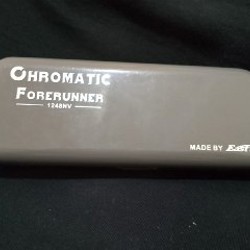 CHROMATIC
FORERUNNER
1248NV
MADE BY EAST